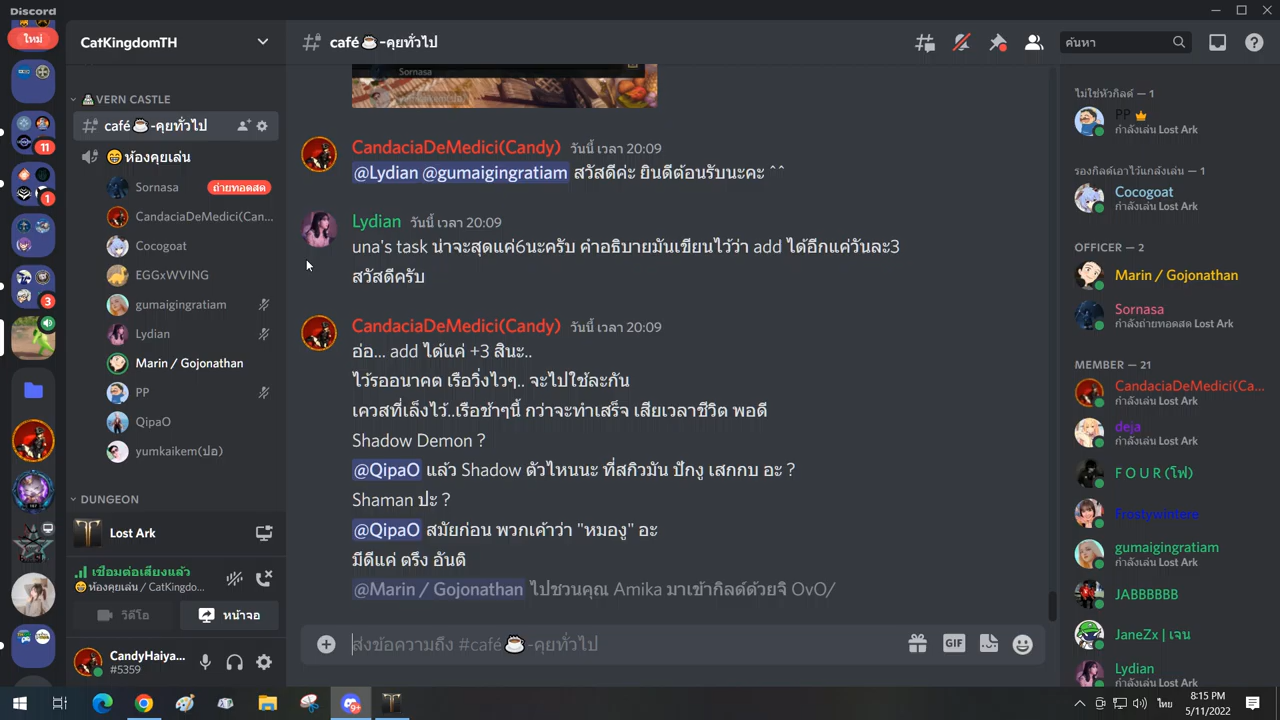 Discord
ใหม่
11
1
3
CatKingdomTH
VERN CASTLE
café☕-คุยทั่วไป
😁ห้องคุยเล่น
Sornasa
ถ่ายทอดสด
CandaciaDeMedici(Can...
Cocogoat
EGGxWVING
gumaigingratiam
Lydian
Marin / Gojonathan
PP
QipaO
yumkaikem(ปอ)
DUNGEON
Lost Ark
เชื่อมต่อเสียงแล้ว
😁 ห้องคุยเล่น / CatKingdo...
วิดีโอ
หน้าจอ
CandyHaiya...
#5359
café☕-คุยทั่วไป
ค้นหา
Sornasa
CandaciaDeMedici(Candy) วันนี้ เวลา 20:09
@Lydian @gumaigingratiam สวัสดีค่ะ ยินดีต้อนรับนะคะ ^^
Lydian วันนี้ เวลา 20:09
una's task น่าจะสุดแค่6นะครับ คำอธิบายมันเขียนไว้ว่า add ได้อีกแค่วันละ3
สวัสดีครับ
CandaciaDeMedici(Candy) วันนี้ เวลา 20:09
อ่อ... add ได้แค่ +3 สินะ..
ไว้รออนาคต เรือวิ่งไวๆ.. จะไปใช้ละกัน
เควสที่เล็งไว้..เรือช้าๆนี้ กว่าจะทำเสร็จ เสียเวลาชีวิต พอดี
Shadow Demon ?
@QipaO แล้ว Shadow ตัวไหนนะ ที่สกิวมัน ปักงู เสกกบ อะ ?
Shaman ปะ ?
@QipaO สมัยก่อน พวกเค้าว่า "หมองู" อะ
มีดีแค่ ตรึง อันติ
@Marin / Gojonathan ไปชวนคุณ Amika มาเข้ากิลด์ด้วยจิ OvO/
ส่งข้อความถึง #café☕-คุยทั่วไป
GIF
ไม่ใช่หัวกิลด์ — 1
PP
กำลังเล่น Lost Ark
รองกิลด์เอาไว้แกงกิลด์ — 1
Cocogoat
กำลังเล่น Lost Ark
OFFICER — 2
Marin / Gojonathan
Sornasa
กำลังถ่ายทอดสด Lost Ark
MEMBER — 21
CandaciaDeMedici(Ca...
กำลังเล่น Lost Ark
deja
กำลังเล่น Lost Ark
F O U R (โฟ)
Frostywintere
gumaigingratiam
กำลังเล่น Lost Ark
JABBBBBB
JaneZx | เจน
Lydian
กำลังเล่น Lost Ark
9+
ไทย
8:15 PM
5/11/2022